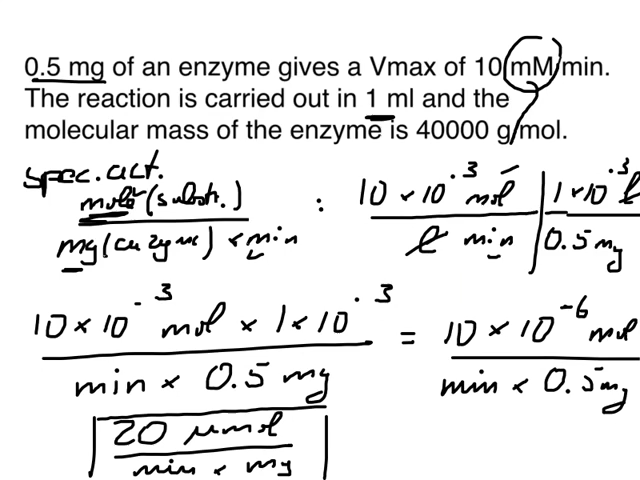 0.5 mg of an enzyme gives a Vmax of 10 mM/min.
The reaction is carried out in 1 ml and the
molecular mass of the enzyme is 40000 g/mol.
spec. act.
mole (substr.) : 10 × 10 -3 mol 1 × 10 -3 l
mg (enzyme) × min l min 0.5 mg
10 × 10 -3 mol × 1 × 10 -3 = 10 × 10 -6 mol
min × 0.5 mg min × 0.5 mg
20 μmol
min × mg